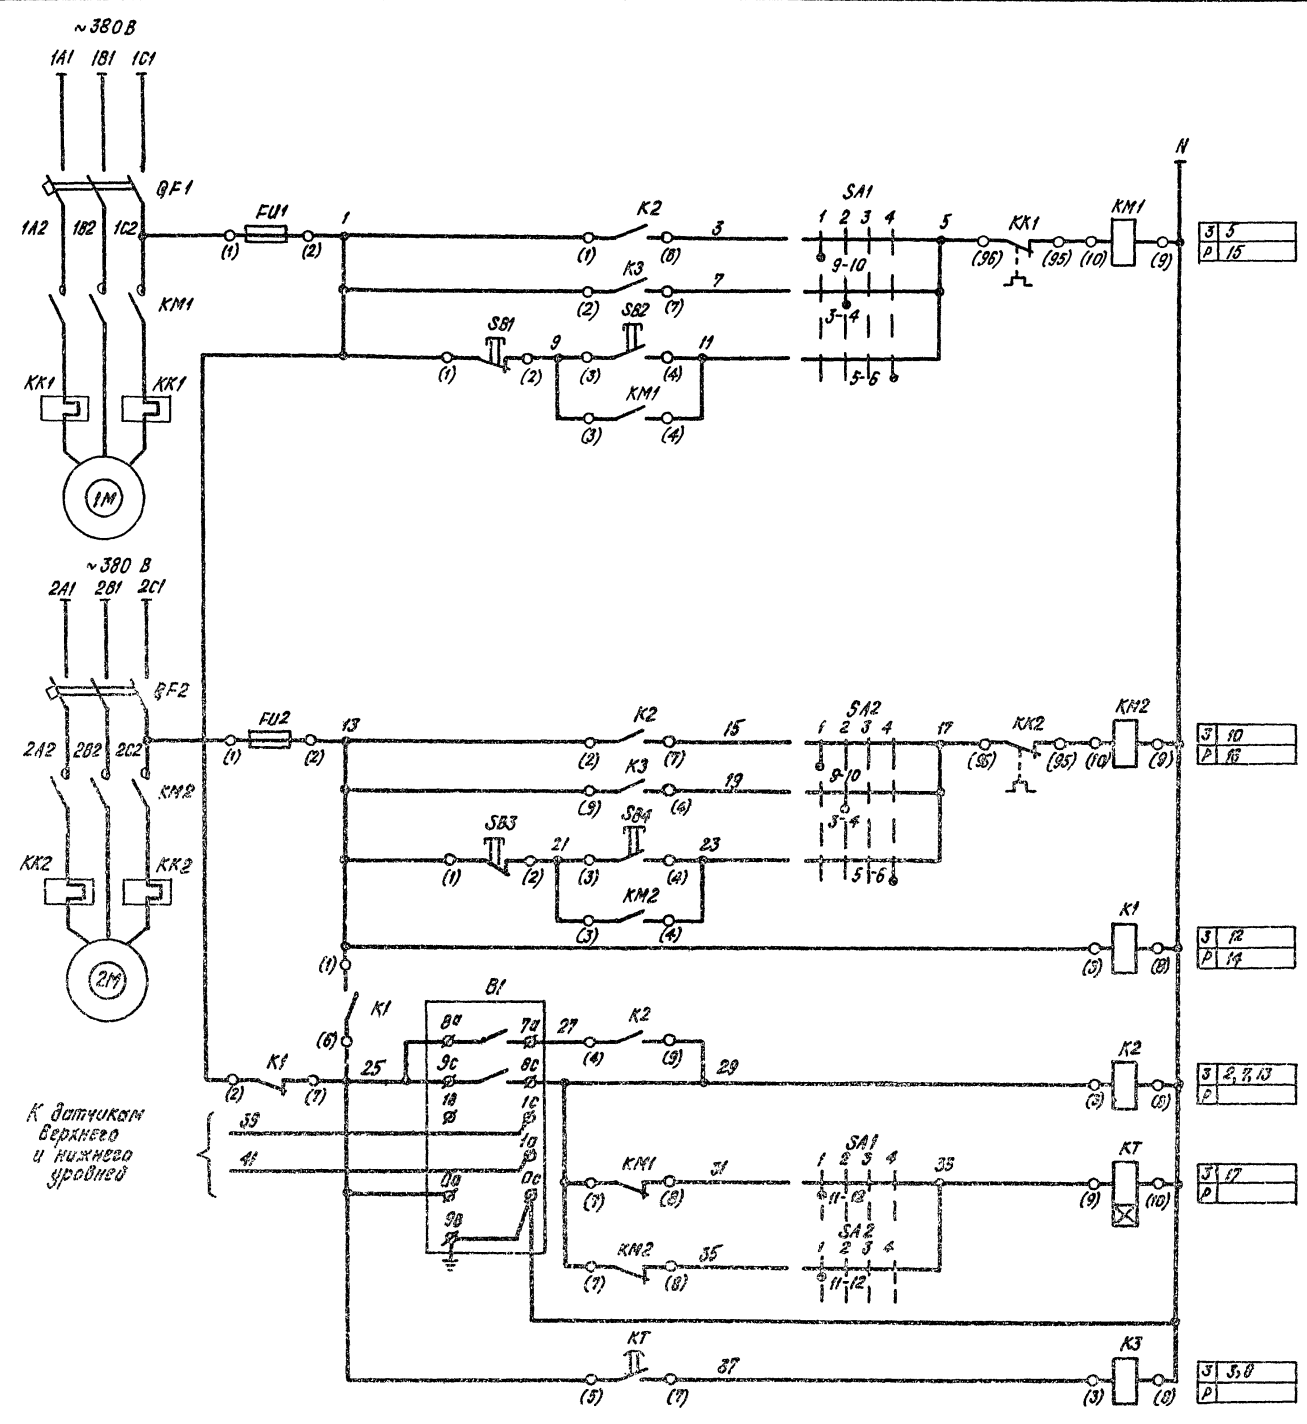 ~380 В
1А1 1В1 1С1
QF1
1А2 1В2 1С2
FU1
(1) (2)
1
К2
(1) (6)
3
SA1
1 2 3 4
9-10
5
КК1
(96) (95)
КМ1
(10) (9)
N
З 5
Р 15
К3
(2) (7)
7
3-4
КМ1
SB1
(1) (2)
9
SB2
(3) (4)
11
5-6
КМ1
(3) (4)
КК1 КК1
1М
~380 В
2А1 2В1 2С1
QF2
2А2 2В2 2С2
FU2
(1) (2)
13
К2
(2) (7)
15
SA2
1 2 3 4
9-10
17
КК2
(96) (95)
КМ2
(10) (9)
З 10
Р 16
К3
(9) (4)
19
3-4
КМ2
SB3
(1) (2)
21
SB4
(3) (4)
23
5-6
КМ2
(3) (4)
КК2 КК2
2М
К1
(3) (8)
З 12
Р 14
(1)
К1
(6)
В1
8а 7а
27
К2
(4) (9)
К1
(2) (7)
25
9с 8с
29
К2
(3) (8)
З 2, 7, 13
Р
К датчикам
верхнего
и нижнего
уровней
39
41
1в 1с
1а
0а 0с
9в
КМ1
(7) (8)
31
SA1
1 2 3 4
11-12
33
КТ
(9) (10)
З 17
Р
КМ2
(7) (8)
35
SA2
1 2 3 4
11-12
КТ
(5) (7)
37
К3
(3) (8)
З 3,8
Р